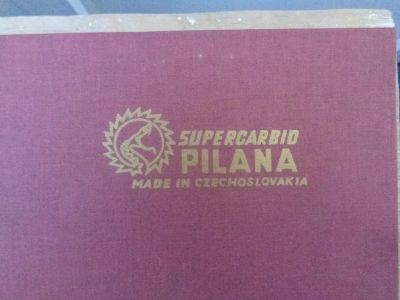 SUPERCARBID
PILANA
MADE IN CZECHOSLOVAKIA